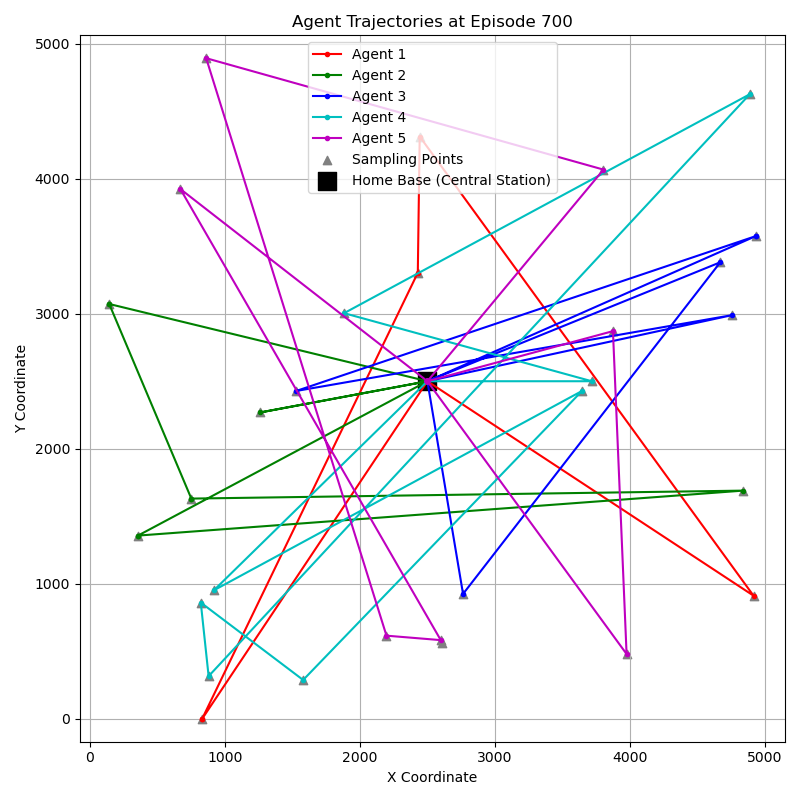 Agent Trajectories at Episode 700
Agent 1
Agent 2
Agent 3
Agent 4
Agent 5
Sampling Points
Home Base (Central Station)
Y Coordinate
5000
4000
3000
2000
1000
0
0 1000 2000 3000 4000 5000
X Coordinate